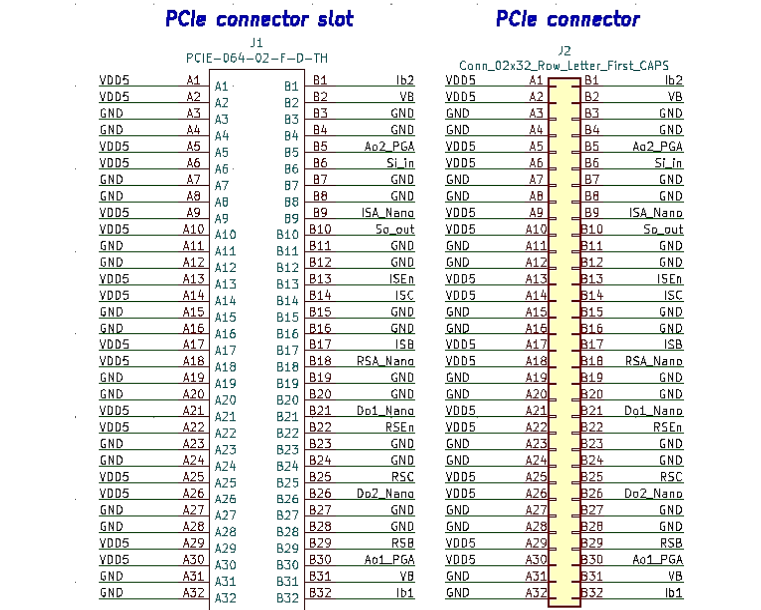 PCIe connector slot PCIe connector
J1 J2
PCIE-064-02-F-D-TH Conn_02x32_Row_Letter_First_CAPS
VDD5 A1 A1 B1 B1 Ib2 VDD5 A1 B1 Ib2
VDD5 A2 A2 B2 B2 VB VDD5 A2 B2 VB
GND A3 A3 B3 B3 GND GND A3 B3 GND
GND A4 A4 B4 B4 GND GND A4 B4 GND
VDD5 A5 A5 B5 B5 Ao2_PGA VDD5 A5 B5 Ao2_PGA
VDD5 A6 A6 B6 B6 Si_in VDD5 A6 B6 Si_in
GND A7 A7 B7 B7 GND GND A7 B7 GND
GND A8 A8 B8 B8 GND GND A8 B8 GND
VDD5 A9 A9 B9 B9 ISA_Nano VDD5 A9 B9 ISA_Nano
VDD5 A10 A10 B10 B10 So_out VDD5 A10 B10 So_out
GND A11 A11 B11 B11 GND GND A11 B11 GND
GND A12 A12 B12 B12 GND GND A12 B12 GND
VDD5 A13 A13 B13 B13 ISEn VDD5 A13 B13 ISEn
VDD5 A14 A14 B14 B14 ISC VDD5 A14 B14 ISC
GND A15 A15 B15 B15 GND GND A15 B15 GND
GND A16 A16 B16 B16 GND GND A16 B16 GND
VDD5 A17 A17 B17 B17 ISB VDD5 A17 B17 ISB
VDD5 A18 A18 B18 B18 RSA_Nano VDD5 A18 B18 RSA_Nano
GND A19 A19 B19 B19 GND GND A19 B19 GND
GND A20 A20 B20 B20 GND GND A20 B20 GND
VDD5 A21 A21 B21 B21 Do1_Nano VDD5 A21 B21 Do1_Nano
VDD5 A22 A22 B22 B22 RSEn VDD5 A22 B22 RSEn
GND A23 A23 B23 B23 GND GND A23 B23 GND
GND A24 A24 B24 B24 GND GND A24 B24 GND
VDD5 A25 A25 B25 B25 RSC VDD5 A25 B25 RSC
VDD5 A26 A26 B26 B26 Do2_Nano VDD5 A26 B26 Do2_Nano
GND A27 A27 B27 B27 GND GND A27 B27 GND
GND A28 A28 B28 B28 GND GND A28 B28 GND
VDD5 A29 A29 B29 B29 RSB VDD5 A29 B29 RSB
VDD5 A30 A30 B30 B30 Ao1_PGA VDD5 A30 B30 Ao1_PGA
GND A31 A31 B31 B31 VB GND A31 B31 VB
GND A32 A32 B32 B32 Ib1 GND A32 B32 Ib1